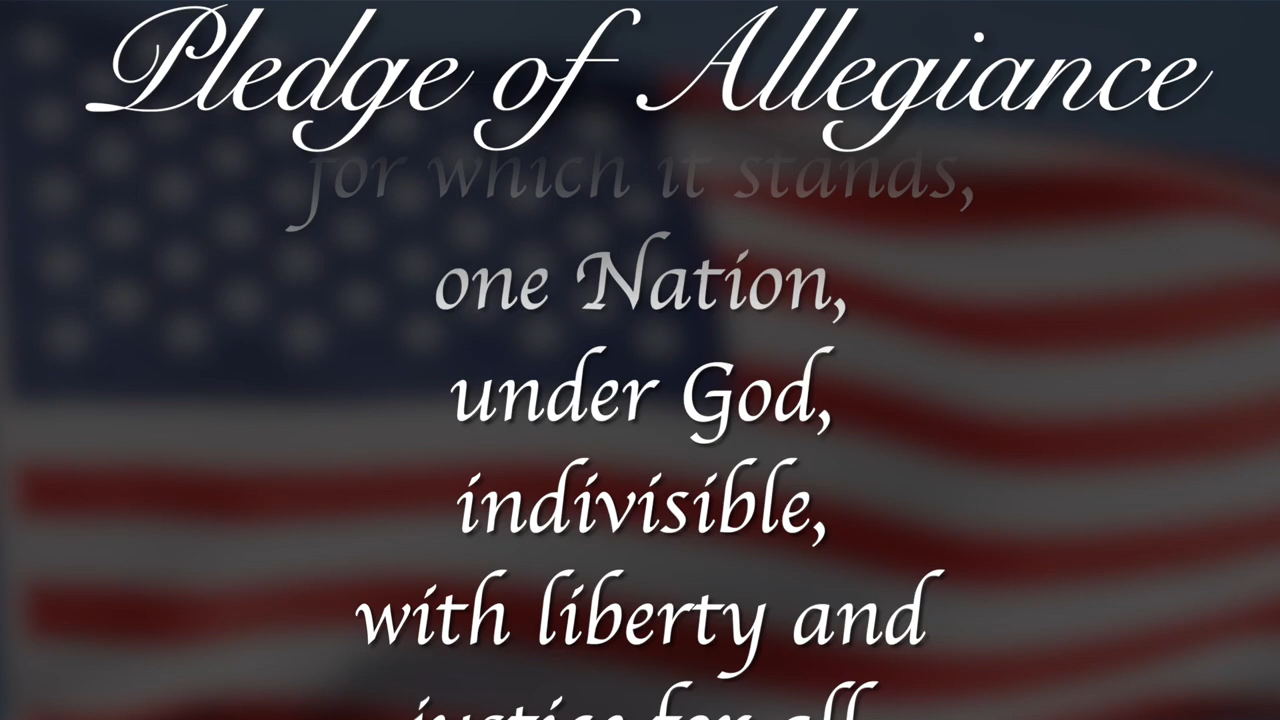 Pledge of Allegiance
for which it stands,
one Nation,
under God,
indivisible,
with liberty and
justice for all